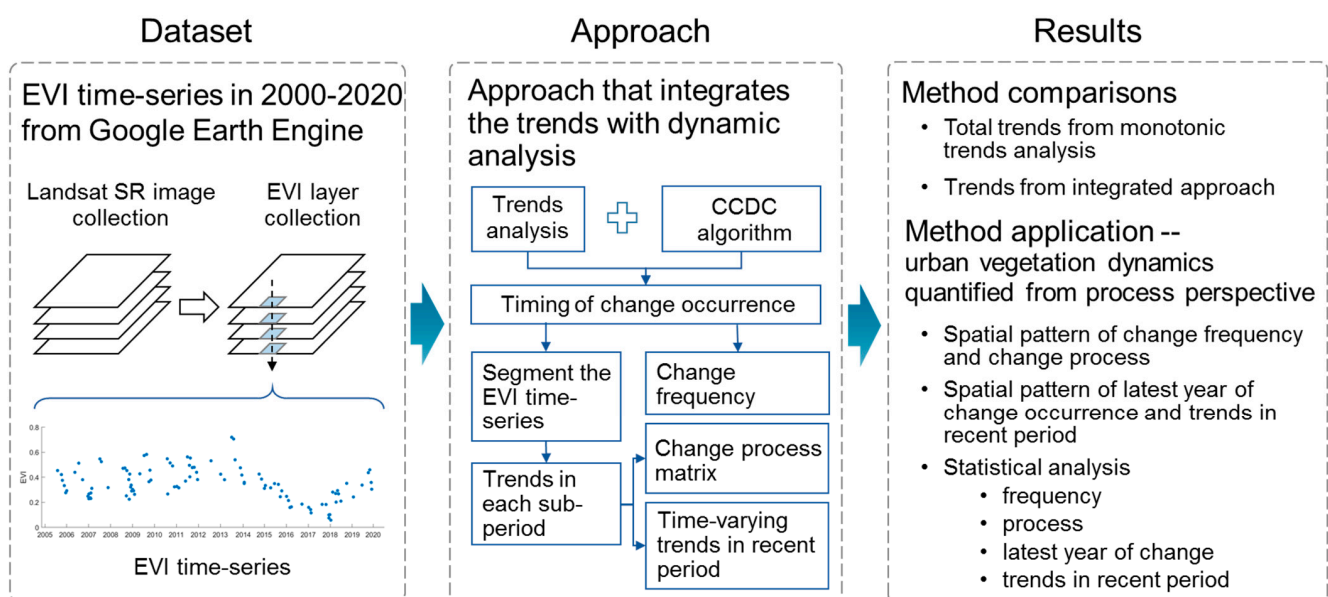 Dataset
EVI time-series in 2000-2020
from Google Earth Engine
Landsat SR image
collection
EVI layer
collection
EVI
0.8
0.6
0.4
0.2
0
2005 2006 2007 2008 2009 2010 2011 2012 2013 2014 2015 2016 2017 2018 2019 2020
EVI time-series
Approach
Approach that integrates
the trends with dynamic
analysis
Trends
analysis
CCDC
algorithm
Timing of change occurrence
Segment the
EVI time-
series
Change
frequency
Trends in
each sub-
period
Change process
matrix
Time-varying
trends in recent
period
Results
Method comparisons
• Total trends from monotonic
trends analysis
• Trends from integrated approach
Method application --
urban vegetation dynamics
quantified from process perspective
• Spatial pattern of change frequency
and change process
• Spatial pattern of latest year of
change occurrence and trends in
recent period
• Statistical analysis
• frequency
• process
• latest year of change
• trends in recent period